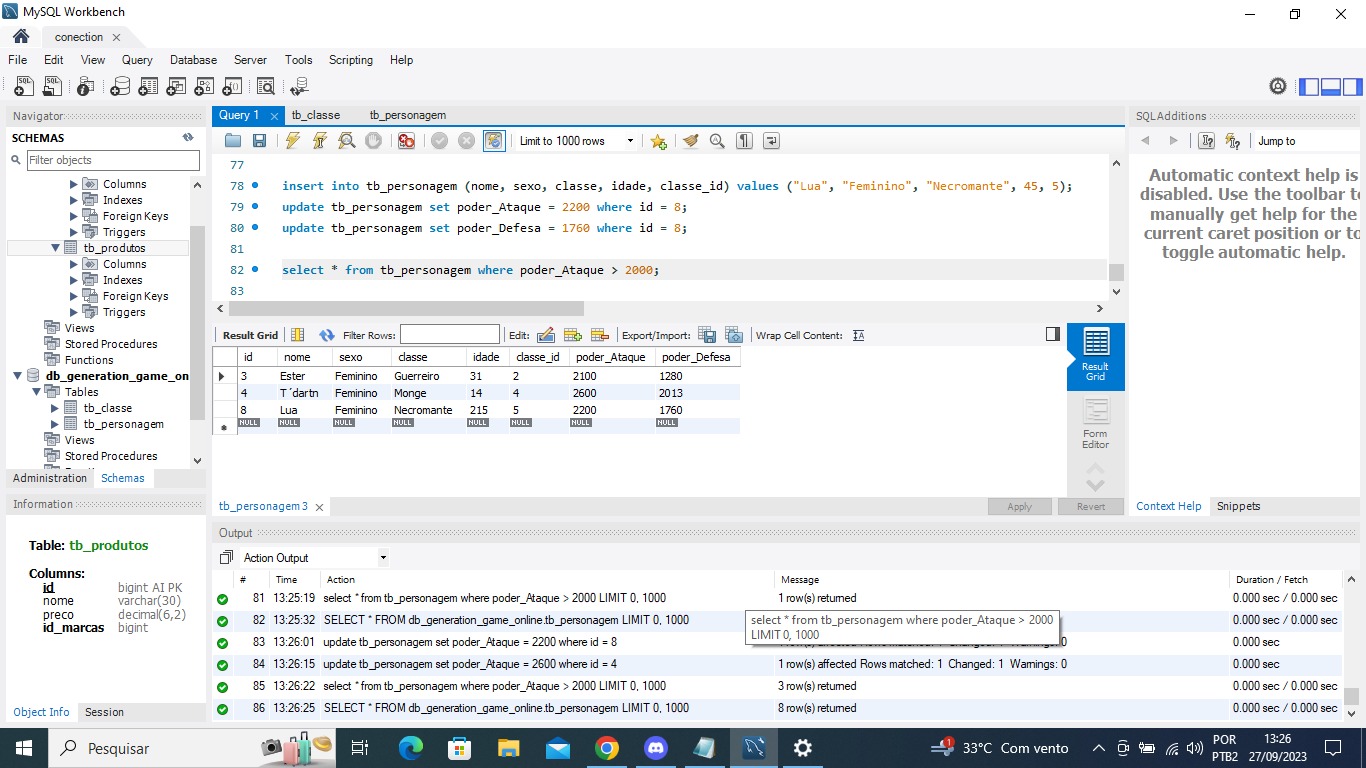 MySQL Workbench
conection
File Edit View Query Database Server Tools Scripting Help
Navigator
SCHEMAS
Filter objects
Columns
Indexes
Foreign Keys
Triggers
tb_produtos
Columns
Indexes
Foreign Keys
Triggers
Views
Stored Procedures
Functions
db_generation_game_on
Tables
tb_classe
tb_personagem
Views
Stored Procedures
Administration Schemas
Information
Table: tb_produtos
Columns:
id bigint AI PK
nome varchar(30)
preco decimal(6,2)
id_marcas bigint
Object Info Session
Query 1 tb_classe tb_personagem
Limit to 1000 rows
77
78 insert into tb_personagem (nome, sexo, classe, idade, classe_id) values ("Lua", "Feminino", "Necromante", 45, 5);
79 update tb_personagem set poder_Ataque = 2200 where id = 8;
80 update tb_personagem set poder_Defesa = 1760 where id = 8;
81
82 select * from tb_personagem where poder_Ataque > 2000;
83
Result Grid Filter Rows: Edit: Export/Import: Wrap Cell Content:
id nome sexo classe idade classe_id poder_Ataque poder_Defesa
3 Ester Feminino Guerreiro 31 2 2100 1280
4 T´dartn Feminino Monge 14 4 2600 2013
8 Lua Feminino Necromante 215 5 2200 1760
NULL NULL NULL NULL NULL NULL NULL NULL
Result
Grid
Form
Editor
tb_personagem 3
Apply Revert
SQLAdditions
Jump to
Automatic context help is
disabled. Use the toolbar to
manually get help for the
current caret position or to
toggle automatic help.
Context Help Snippets
Output
Action Output
# Time Action Message Duration / Fetch
81 13:25:19 select * from tb_personagem where poder_Ataque > 2000 LIMIT 0, 1000 1 row(s) returned 0.000 sec / 0.000 sec
82 13:25:32 SELECT * FROM db_generation_game_online.tb_personagem LIMIT 0, 1000 0.000 sec / 0.000 sec
select * from tb_personagem where poder_Ataque > 2000
LIMIT 0, 1000
83 13:26:01 update tb_personagem set poder_Ataque = 2200 where id = 8 0 0.000 sec
84 13:26:15 update tb_personagem set poder_Ataque = 2600 where id = 4 1 row(s) affected Rows matched: 1 Changed: 1 Warnings: 0 0.000 sec
85 13:26:22 select * from tb_personagem where poder_Ataque > 2000 LIMIT 0, 1000 3 row(s) returned 0.000 sec / 0.000 sec
86 13:26:25 SELECT * FROM db_generation_game_online.tb_personagem LIMIT 0, 1000 8 row(s) returned 0.000 sec / 0.000 sec
Pesquisar
1
33°C Com vento
POR
PTB2
13:26
27/09/2023